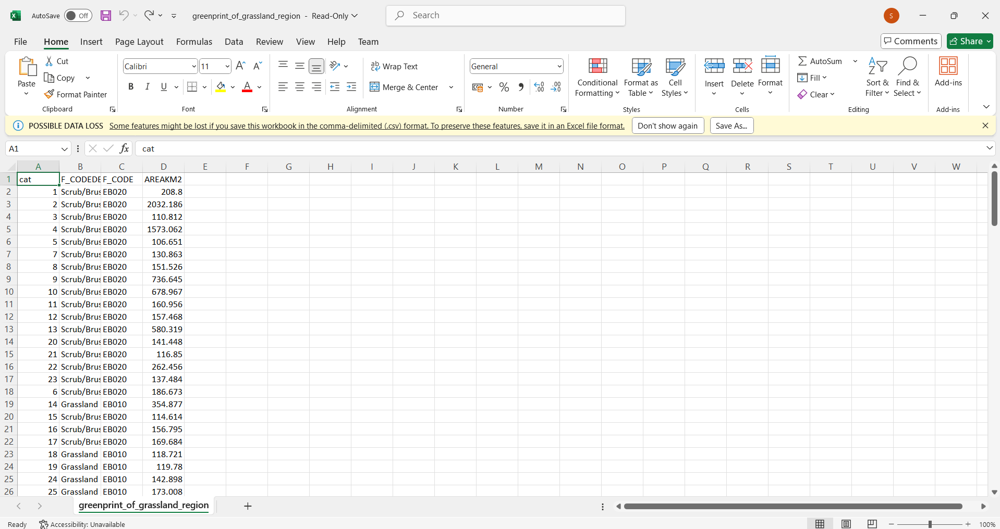 AutoSave Off greenprint_of_grassland_region - Read-Only Search S
File Home Insert Page Layout Formulas Data Review View Help Team Comments Share
Paste Cut Copy Format Painter Clipboard
Calibri 11 A A B I U A Font
ab Wrap Text Merge & Center Alignment
General % Number
Conditional Formatting Format as Table Cell Styles Styles
Insert Delete Format Cells
AutoSum Fill Clear Sort & Filter Find & Select Editing
Add-ins Add-ins
POSSIBLE DATA LOSS Some features might be lost if you save this workbook in the comma-delimited (.csv) format. To preserve these features, save it in an Excel file format. Don't show again Save As...
A1 fx cat
A B C D E F G H I J K L M N O P Q R S T U V W
1 cat F_CODEDE F_CODE AREAKM2
2 1 Scrub/Brus EB020 208.8
3 2 Scrub/Brus EB020 2032.186
4 3 Scrub/Brus EB020 110.812
5 4 Scrub/Brus EB020 1573.062
6 5 Scrub/Brus EB020 106.651
7 7 Scrub/Brus EB020 130.863
8 8 Scrub/Brus EB020 151.526
9 9 Scrub/Brus EB020 736.645
10 10 Scrub/Brus EB020 678.967
11 11 Scrub/Brus EB020 160.956
12 12 Scrub/Brus EB020 157.468
13 13 Scrub/Brus EB020 580.319
14 20 Scrub/Brus EB020 141.448
15 21 Scrub/Brus EB020 116.85
16 22 Scrub/Brus EB020 262.456
17 23 Scrub/Brus EB020 137.484
18 6 Scrub/Brus EB020 186.673
19 14 Grassland EB010 354.877
20 15 Scrub/Brus EB020 114.614
21 16 Scrub/Brus EB020 156.795
22 17 Scrub/Brus EB020 169.684
23 18 Grassland EB010 118.721
24 19 Grassland EB010 119.78
25 24 Grassland EB010 142.898
26 25 Grassland EB010 173.008
greenprint_of_grassland_region
Ready Accessibility: Unavailable 100%